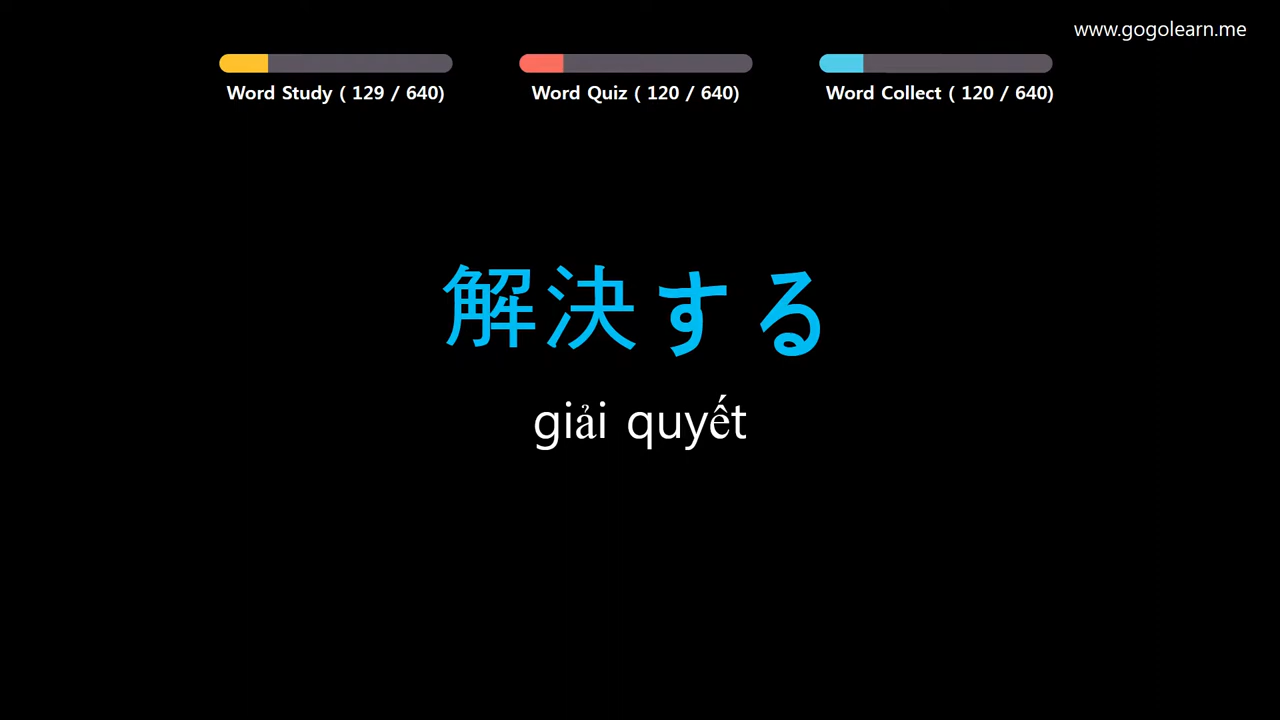 www.gogolearn.me
Word Study ( 129 / 640)
Word Quiz ( 120 / 640)
Word Collect ( 120 / 640)
解決する
giải quyết